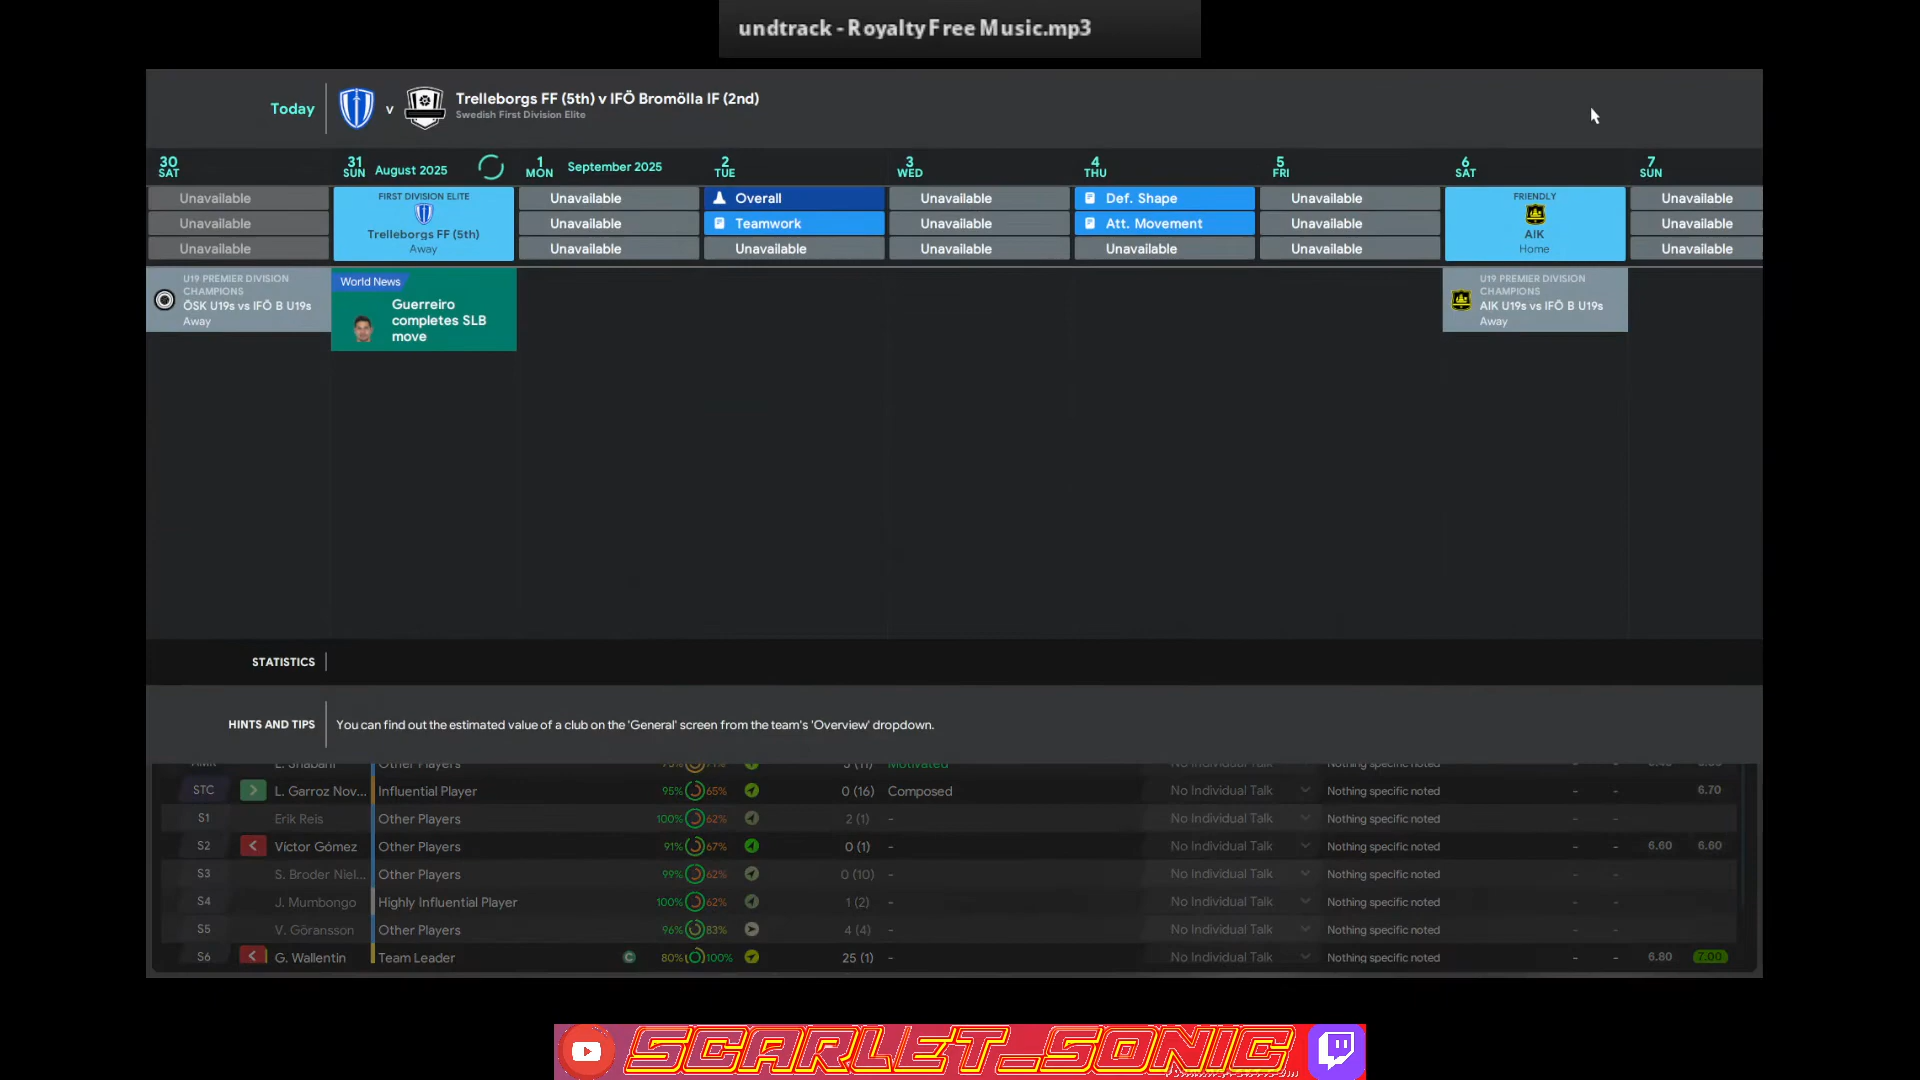 undtrack - Royalty Free Music.mp3
Today
v
Trelleborgs FF (5th) v IFÖ Bromölla IF (2nd)
Swedish First Division Elite
30 SAT
31 SUN August 2025
1 MON September 2025
2 TUE
3 WED
4 THU
5 FRI
6 SAT
7 SUN
Unavailable
Unavailable
Unavailable
FIRST DIVISION ELITE
Trelleborgs FF (5th)
Away
Unavailable
Unavailable
Unavailable
Overall
Teamwork
Unavailable
Unavailable
Unavailable
Unavailable
Def. Shape
Att. Movement
Unavailable
Unavailable
Unavailable
Unavailable
FRIENDLY
AIK
Home
Unavailable
Unavailable
Unavailable
U19 PREMIER DIVISION
CHAMPIONS
ÖSK U19s vs IFÖ B U19s
Away
World News
Guerreiro
completes SLB
move
U19 PREMIER DIVISION
CHAMPIONS
AIK U19s vs IFÖ B U19s
Away
STATISTICS
HINTS AND TIPS
You can find out the estimated value of a club on the 'General' screen from the team's 'Overview' dropdown.
L. Shabani Other Players Motivated No Individual Talk Nothing specific noted
STC L. Garroz Nov... Influential Player 95% 65% 0 (16) Composed No Individual Talk Nothing specific noted - - 6.70
S1 Erik Reis Other Players 100% 62% 2 (1) - No Individual Talk Nothing specific noted - -
S2 Víctor Gómez Other Players 91% 67% 0 (1) - No Individual Talk Nothing specific noted - - 6.60 6.60
S3 S. Broder Niel... Other Players 99% 62% 0 (10) - No Individual Talk Nothing specific noted - -
S4 J. Mumbongo Highly Influential Player 100% 62% 1 (2) - No Individual Talk Nothing specific noted - -
S5 V. Göransson Other Players 96% 83% 4 (4) - No Individual Talk Nothing specific noted - -
S6 G. Wallentin Team Leader C 80% 100% 25 (1) - No Individual Talk Nothing specific noted - - 6.80 7.00
SCARLET_SONIC